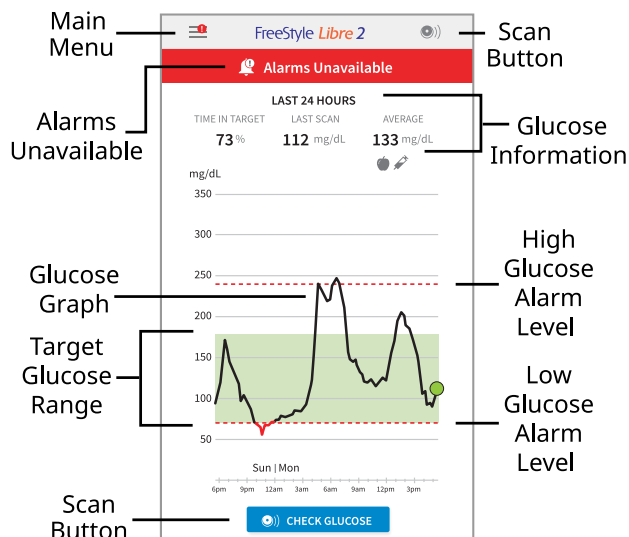 Main
Menu
FreeStyle Libre 2
Scan
Button
Alarms Unavailable
Alarms
Unavailable
LAST 24 HOURS
TIME IN TARGET LAST SCAN AVERAGE
73 % 112 mg/dL 133 mg/dL
Glucose
Information
mg/dL
350
300
250
200
150
100
50
Glucose
Graph
High
Glucose
Alarm
Level
Target
Glucose
Range
Low
Glucose
Alarm
Level
Sun | Mon
6pm 9pm 12am 3am 6am 9am 12pm 3pm
Scan
Button
CHECK GLUCOSE